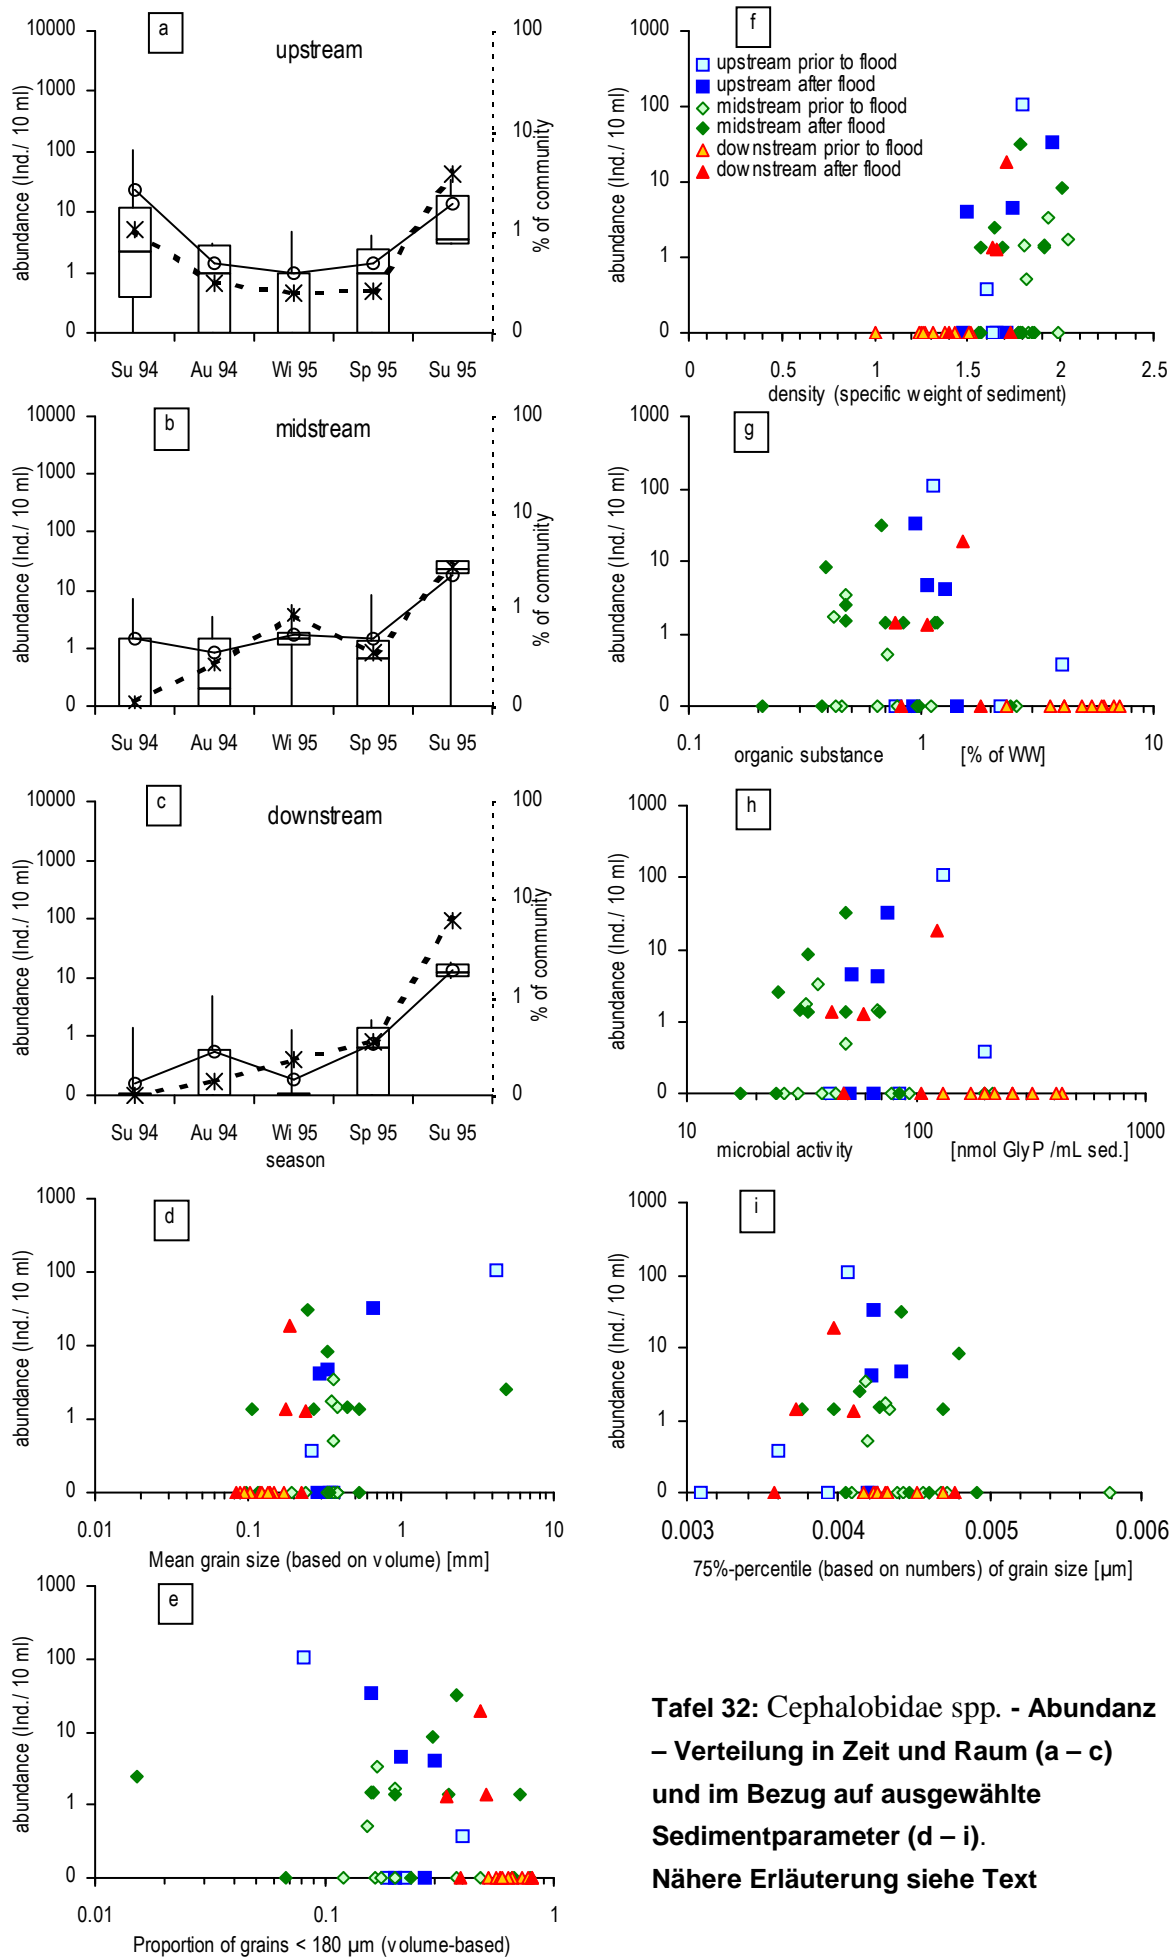 a
upstream
10000
1000
100
10
1
0
abundance (Ind./ 10 ml)
100
10
1
0
% of community
Su 94 Au 94 Wi 95 Sp 95 Su 95
b
midstream
10000
1000
100
10
1
0
abundance (Ind./ 10 ml)
100
10
1
0
% of community
Su 94 Au 94 Wi 95 Sp 95 Su 95
c
downstream
10000
1000
100
10
1
0
abundance (Ind./ 10 ml)
100
10
1
0
% of community
Su 94 Au 94 Wi 95 Sp 95 Su 95
season
d
1000
100
10
1
0
abundance (Ind./ 10 ml)
0.01 0.1 1 10
Mean grain size (based on volume) [mm]
e
1000
100
10
1
0
abundance (Ind./ 10 ml)
0.01 0.1 1
Proportion of grains < 180 µm (volume-based)
f
1000
100
10
1
0
abundance (Ind./ 10 ml)
upstream prior to flood
upstream after flood
midstream prior to flood
midstream after flood
downstream prior to flood
downstream after flood
0 0.5 1 1.5 2 2.5
density (specific weight of sediment)
g
1000
100
10
1
0
abundance (Ind./ 10 ml)
0.1 1 10
organic substance [% of WW]
h
1000
100
10
1
0
abundance (Ind./ 10 ml)
10 100 1000
microbial activity [nmol GlyP /mL sed.]
i
1000
100
10
1
0
abundance (Ind./ 10 ml)
0.003 0.004 0.005 0.006
75%-percentile (based on numbers) of grain size [µm]
Tafel 32: Cephalobidae spp. - Abundanz
– Verteilung in Zeit und Raum (a – c)
und im Bezug auf ausgewählte
Sedimentparameter (d – i).
Nähere Erläuterung siehe Text